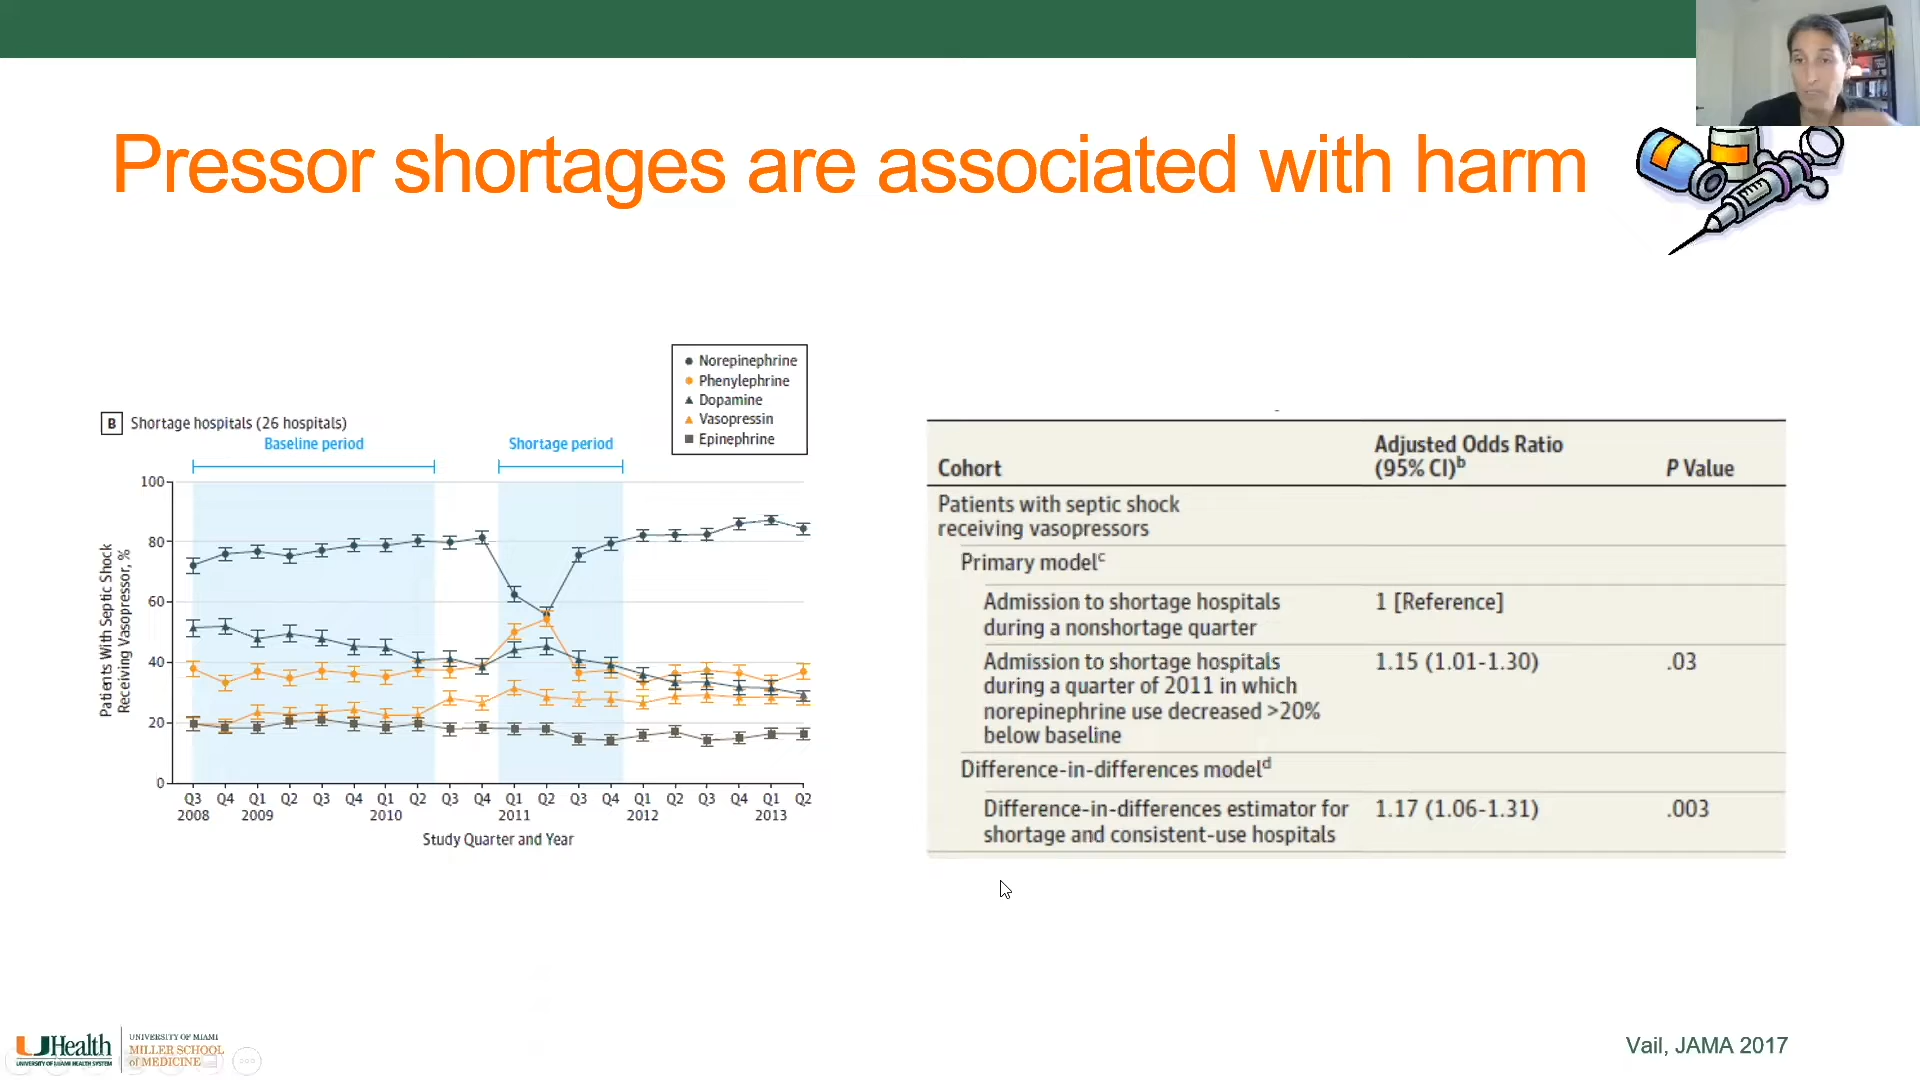 Pressor shortages are associated with harm
Norepinephrine
Phenylephrine
Dopamine
Vasopressin
Epinephrine
B Shortage hospitals (26 hospitals)
Baseline period
Shortage period
Patients With Septic Shock
Receiving Vasopressor, %
100
80
60
40
20
0
Q3 Q4 Q1 Q2 Q3 Q4 Q1 Q2 Q3 Q4 Q1 Q2 Q3 Q4 Q1 Q2 Q3 Q4 Q1 Q2
2008 2009 2010 2011 2012 2013
Study Quarter and Year
Cohort
Adjusted Odds Ratio
(95% CI)b
P Value
Patients with septic shock
receiving vasopressors
Primary modelc
Admission to shortage hospitals
during a nonshortage quarter
1 [Reference]
Admission to shortage hospitals
during a quarter of 2011 in which
norepinephrine use decreased >20%
below baseline
1.15 (1.01-1.30)
.03
Difference-in-differences modeld
Difference-in-differences estimator for
shortage and consistent-use hospitals
1.17 (1.06-1.31)
.003
UHealth
UNIVERSITY OF MIAMI HEALTH SYSTEM
UNIVERSITY OF MIAMI
MILLER SCHOOL
of MEDICINE
Vail, JAMA 2017